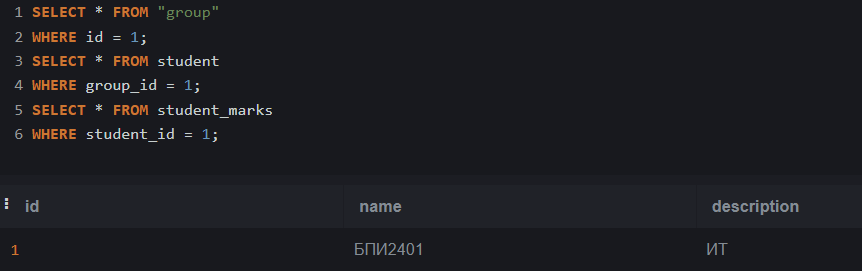 1 SELECT * FROM "group"
2 WHERE id = 1;
3 SELECT * FROM student
4 WHERE group_id = 1;
5 SELECT * FROM student_marks
6 WHERE student_id = 1;
id name description
1 БПИ2401 ИТ